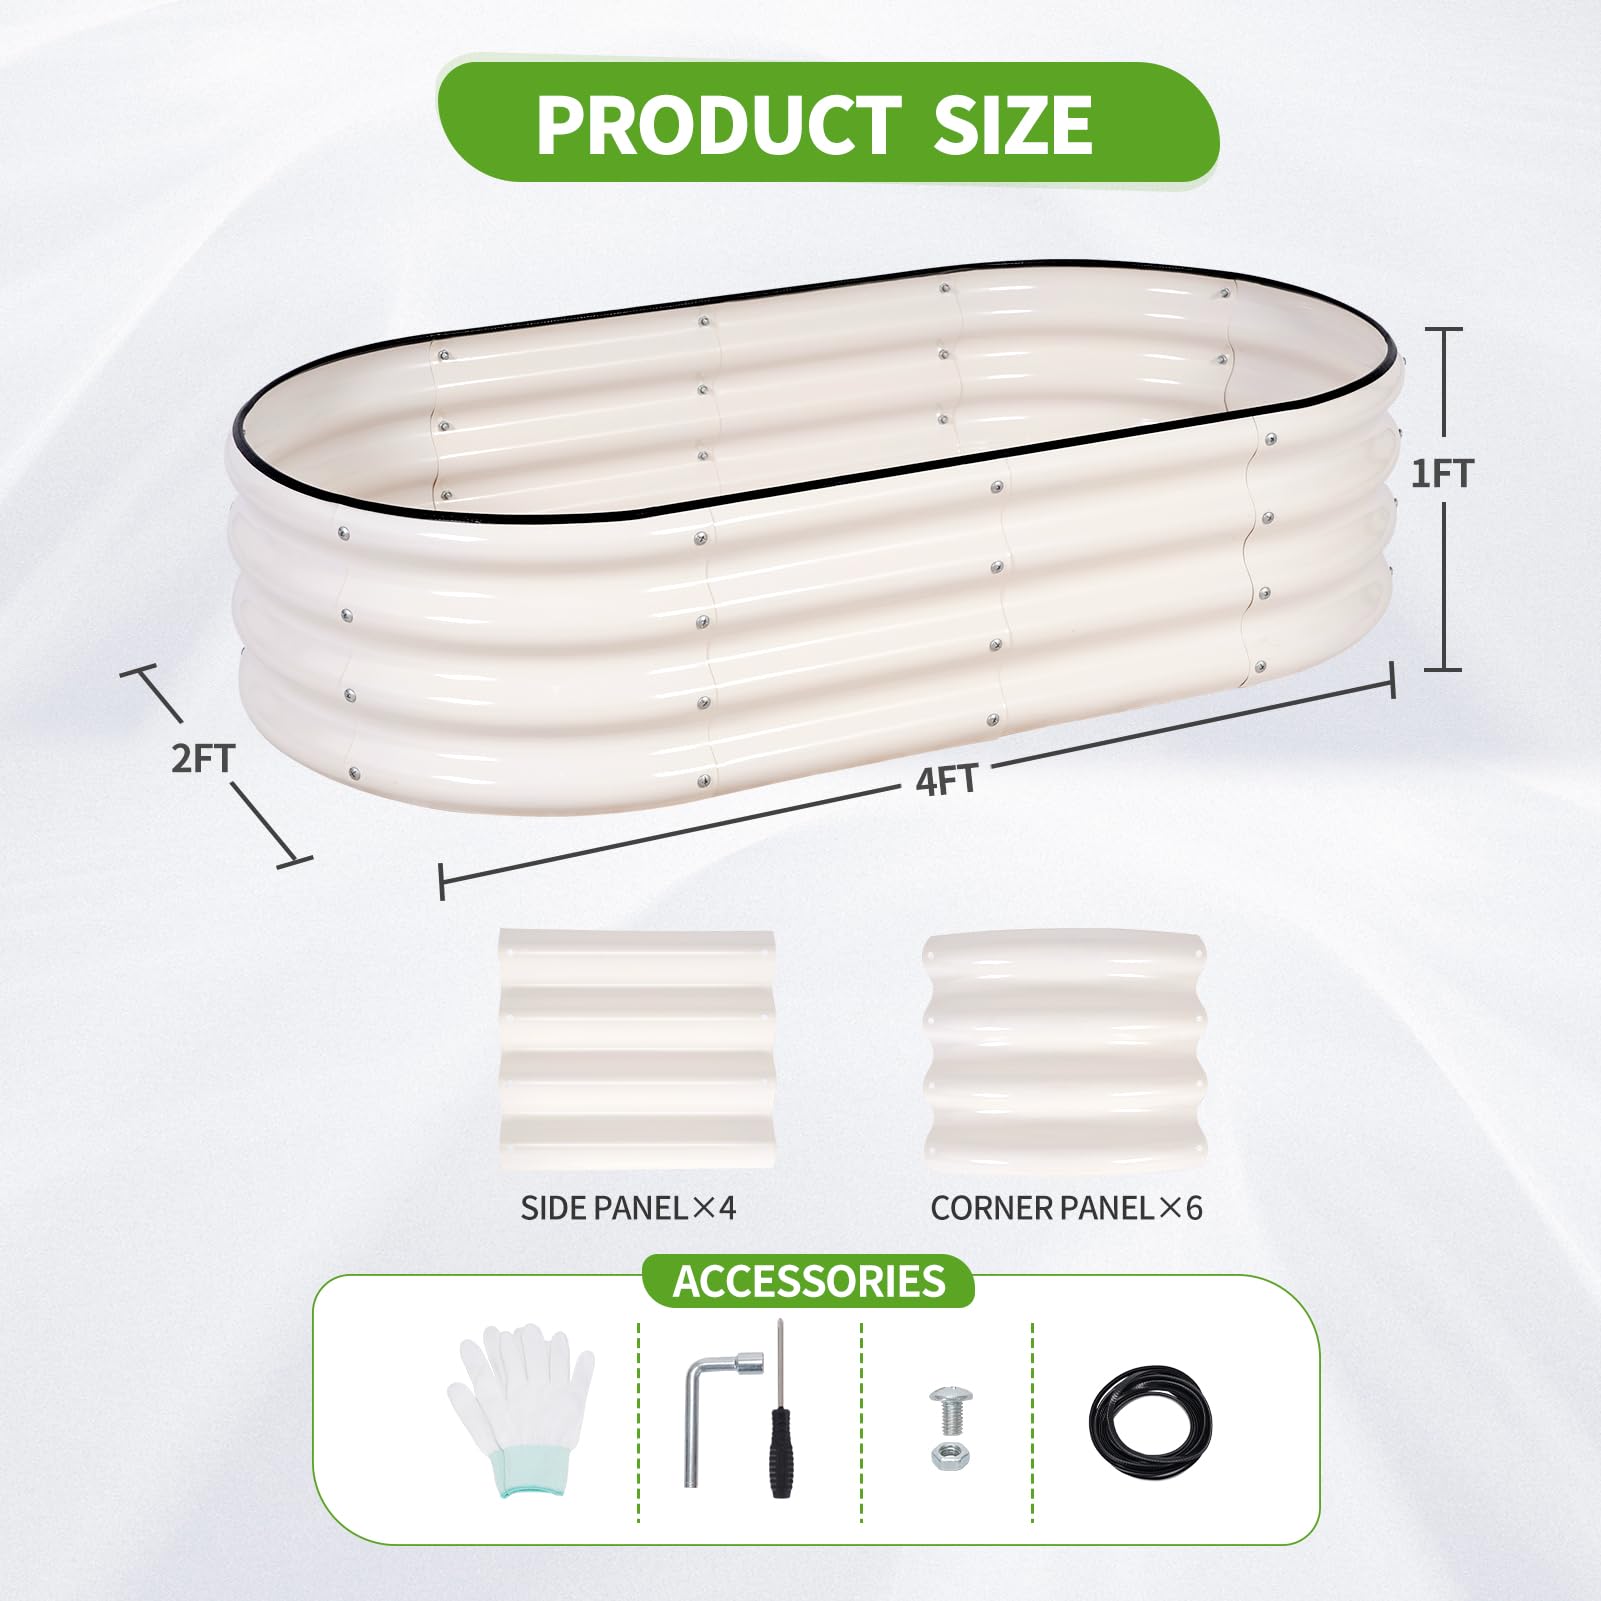 PRODUCT SIZE
1FT
2FT
4FT
SIDE PANEL×4
CORNER PANEL×6
ACCESSORIES